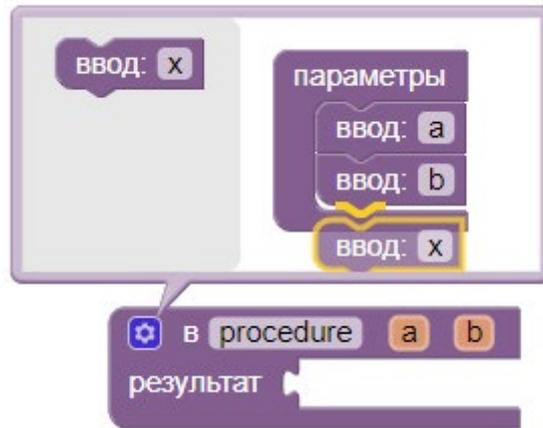 ввод: x
параметры
ввод: a
ввод: b
ввод: x
в procedure a b
результат